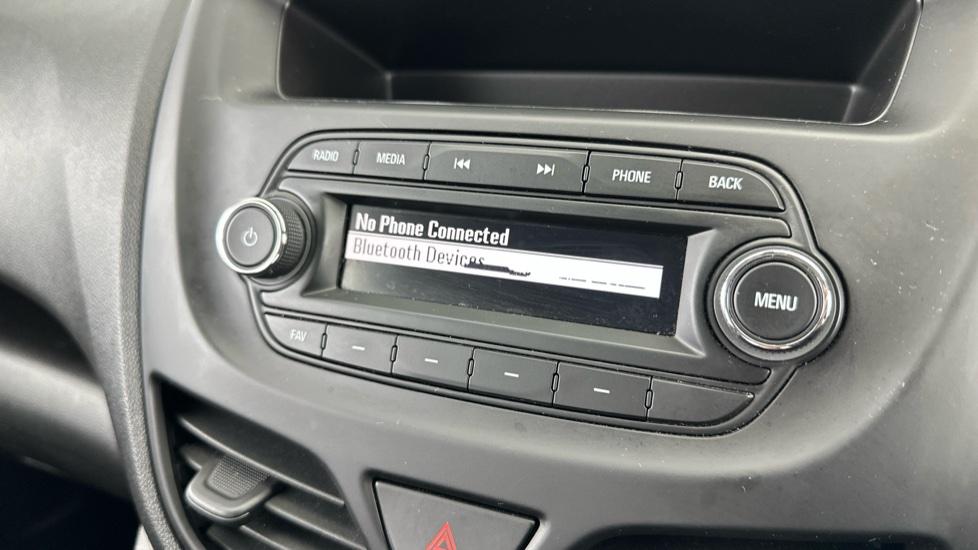 RADIO MEDIA PHONE BACK
No Phone Connected
Bluetooth Devices
MENU
FAV